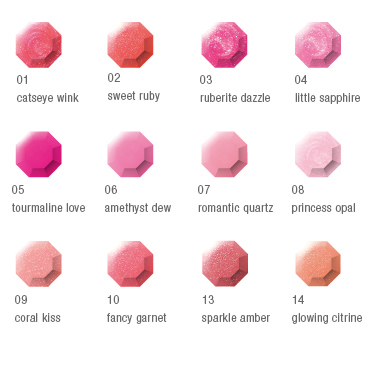 01
catseye wink
02
sweet ruby
03
ruberite dazzle
04
little sapphire
05
tourmaline love
06
amethyst dew
07
romantic quartz
08
princess opal
09
coral kiss
10
fancy garnet
13
sparkle amber
14
glowing citrine